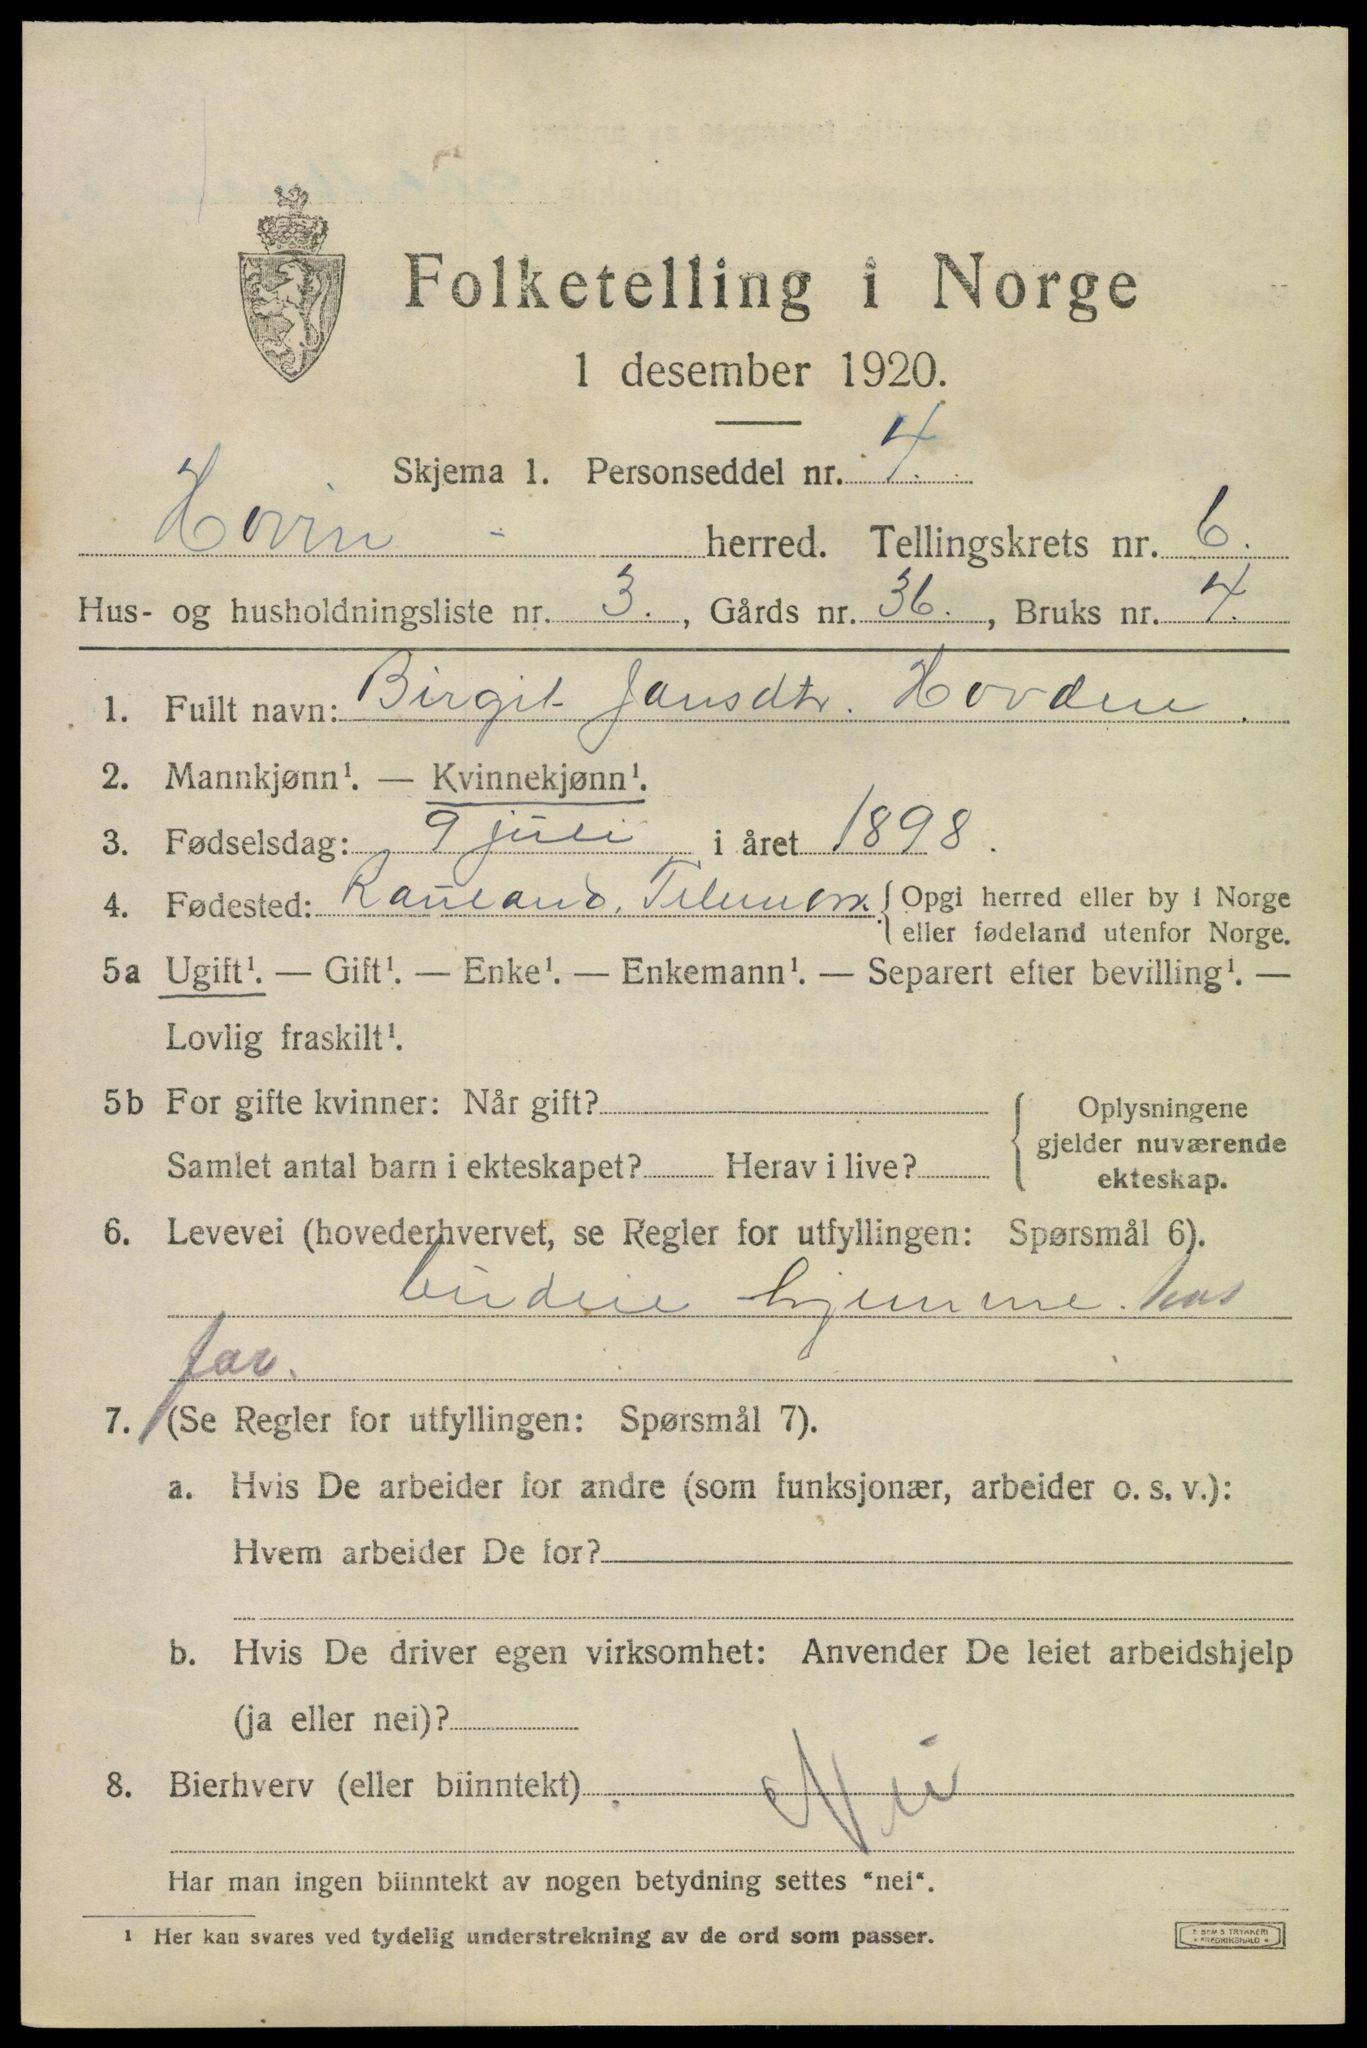 Folketelling i Norge
1 desember 1920.
Skjema 1. Personseddel nr. 4.
Hovin - herred. Tellingskrets nr. 6.
Hus- og husholdningsliste nr. 3., Gårds nr. 36., Bruks nr. 4.
1. Fullt navn: Birgit Jansdtr. Hovden.
2. Mannkjønn¹. — Kvinnekjønn¹.
3. Fødselsdag: 9 juli i året 1898.
4. Fødested: Rauland, Telemork { Opgi herred eller by i Norge
eller fødeland utenfor Norge.
5a Ugift¹. — Gift¹. — Enke¹. — Enkemann¹. — Separert efter bevilling¹. —
Lovlig fraskilt¹.
5b For gifte kvinner: Når gift?
Samlet antal barn i ekteskapet? Herav i live?
{ Oplysningene
gjelder nuværende
ekteskap.
6. Levevei (hovederhvervet, se Regler for utfyllingen: Spørsmål 6).
budeie hjemme. hos
far.
7. (Se Regler for utfyllingen: Spørsmål 7).
a. Hvis De arbeider for andre (som funksjonær, arbeider o. s. v.):
Hvem arbeider De for?
b. Hvis De driver egen virksomhet: Anvender De leiet arbeidshjelp
(ja eller nei)?
8. Bierhverv (eller biinntekt) Nei
Har man ingen biinntekt av nogen betydning settes "nei".
¹ Her kan svares ved tydelig understrekning av de ord som passer.
TRYKKERI
FREDRIKSHALD